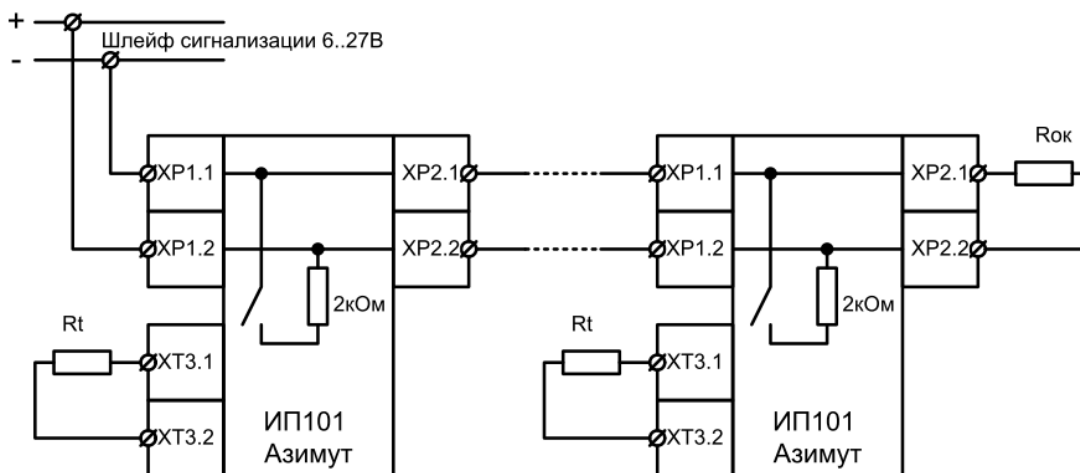 +
Шлейф сигнализации 6..27В
-
Rок
XP1.1
XP2.1
XP1.1
XP2.1
XP1.2
XP2.2
XP1.2
XP2.2
2кОм
2кОм
Rt
Rt
XT3.1
XT3.1
ИП101
ИП101
XT3.2
Азимут
XT3.2
Азимут